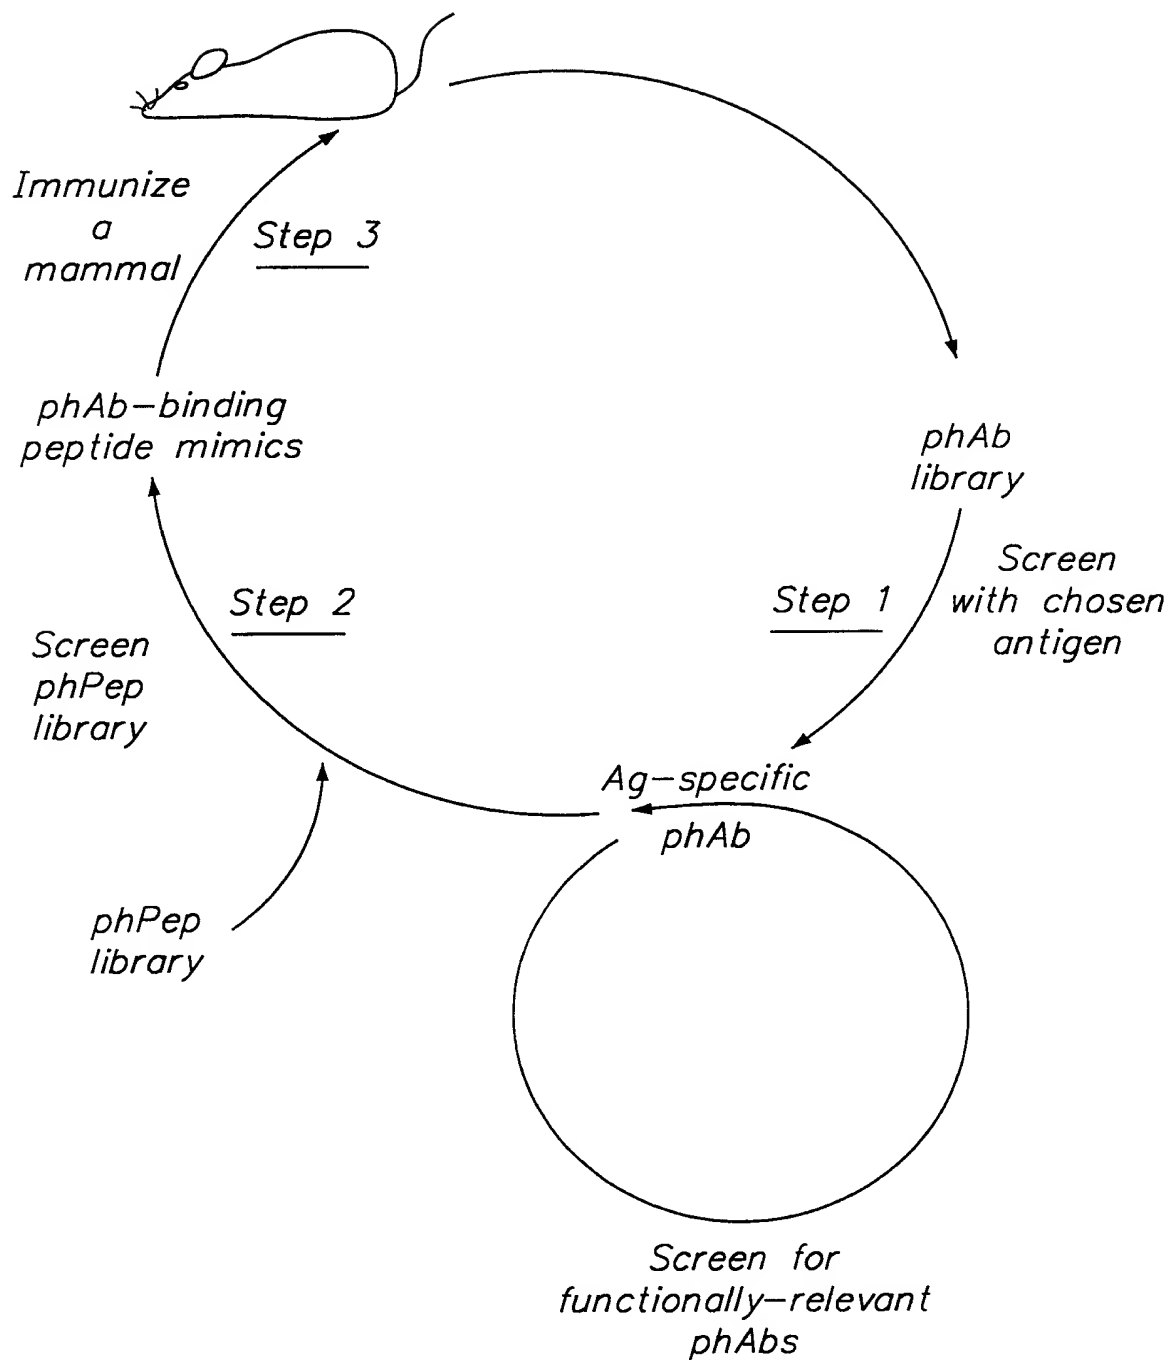 Immunize
a
mammal
Step 3
phAb-binding
peptide mimics
phAb
library
Screen
with chosen
antigen
Step 1
Step 2
Screen
phPep
library
Ag-specific
phAb
phPep
library
Screen for
functionally-relevant
phAbs